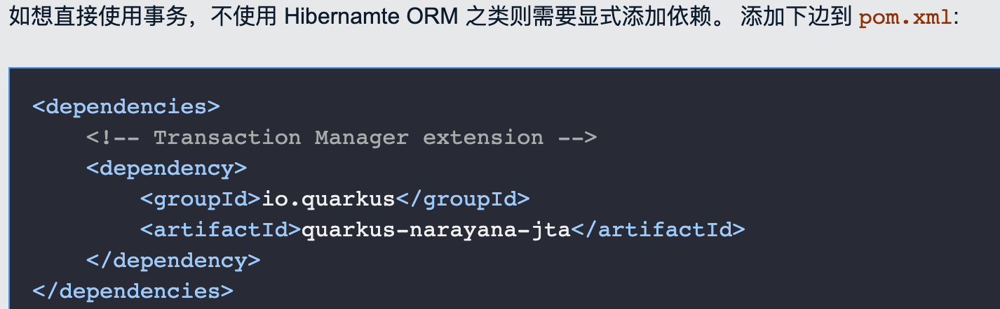 如想直接使用事务，不使用 Hibernamte ORM 之类则需要显式添加依赖。 添加下边到 pom.xml:
<dependencies>
    <!-- Transaction Manager extension -->
    <dependency>
        <groupId>io.quarkus</groupId>
        <artifactId>quarkus-narayana-jta</artifactId>
    </dependency>
</dependencies>